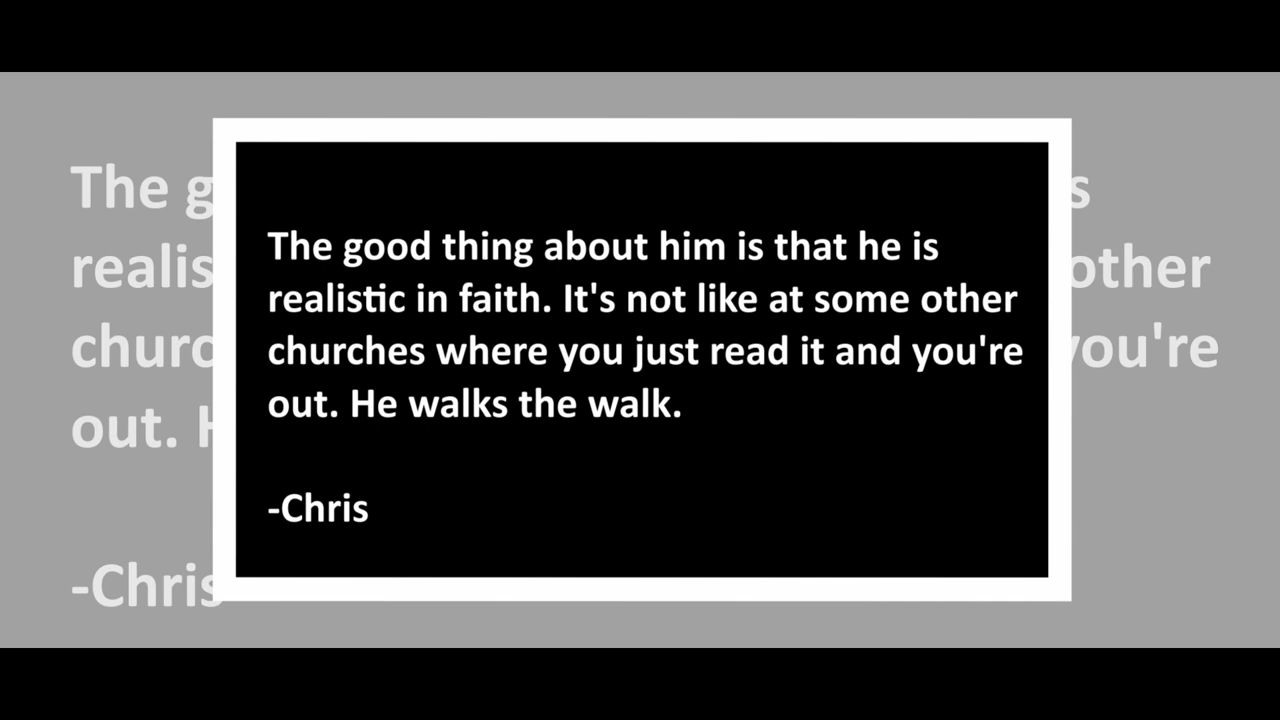 The good thing about him is that he is
realistic in faith. It's not like at some other
churches where you just read it and you're
out. He walks the walk.
-Chris